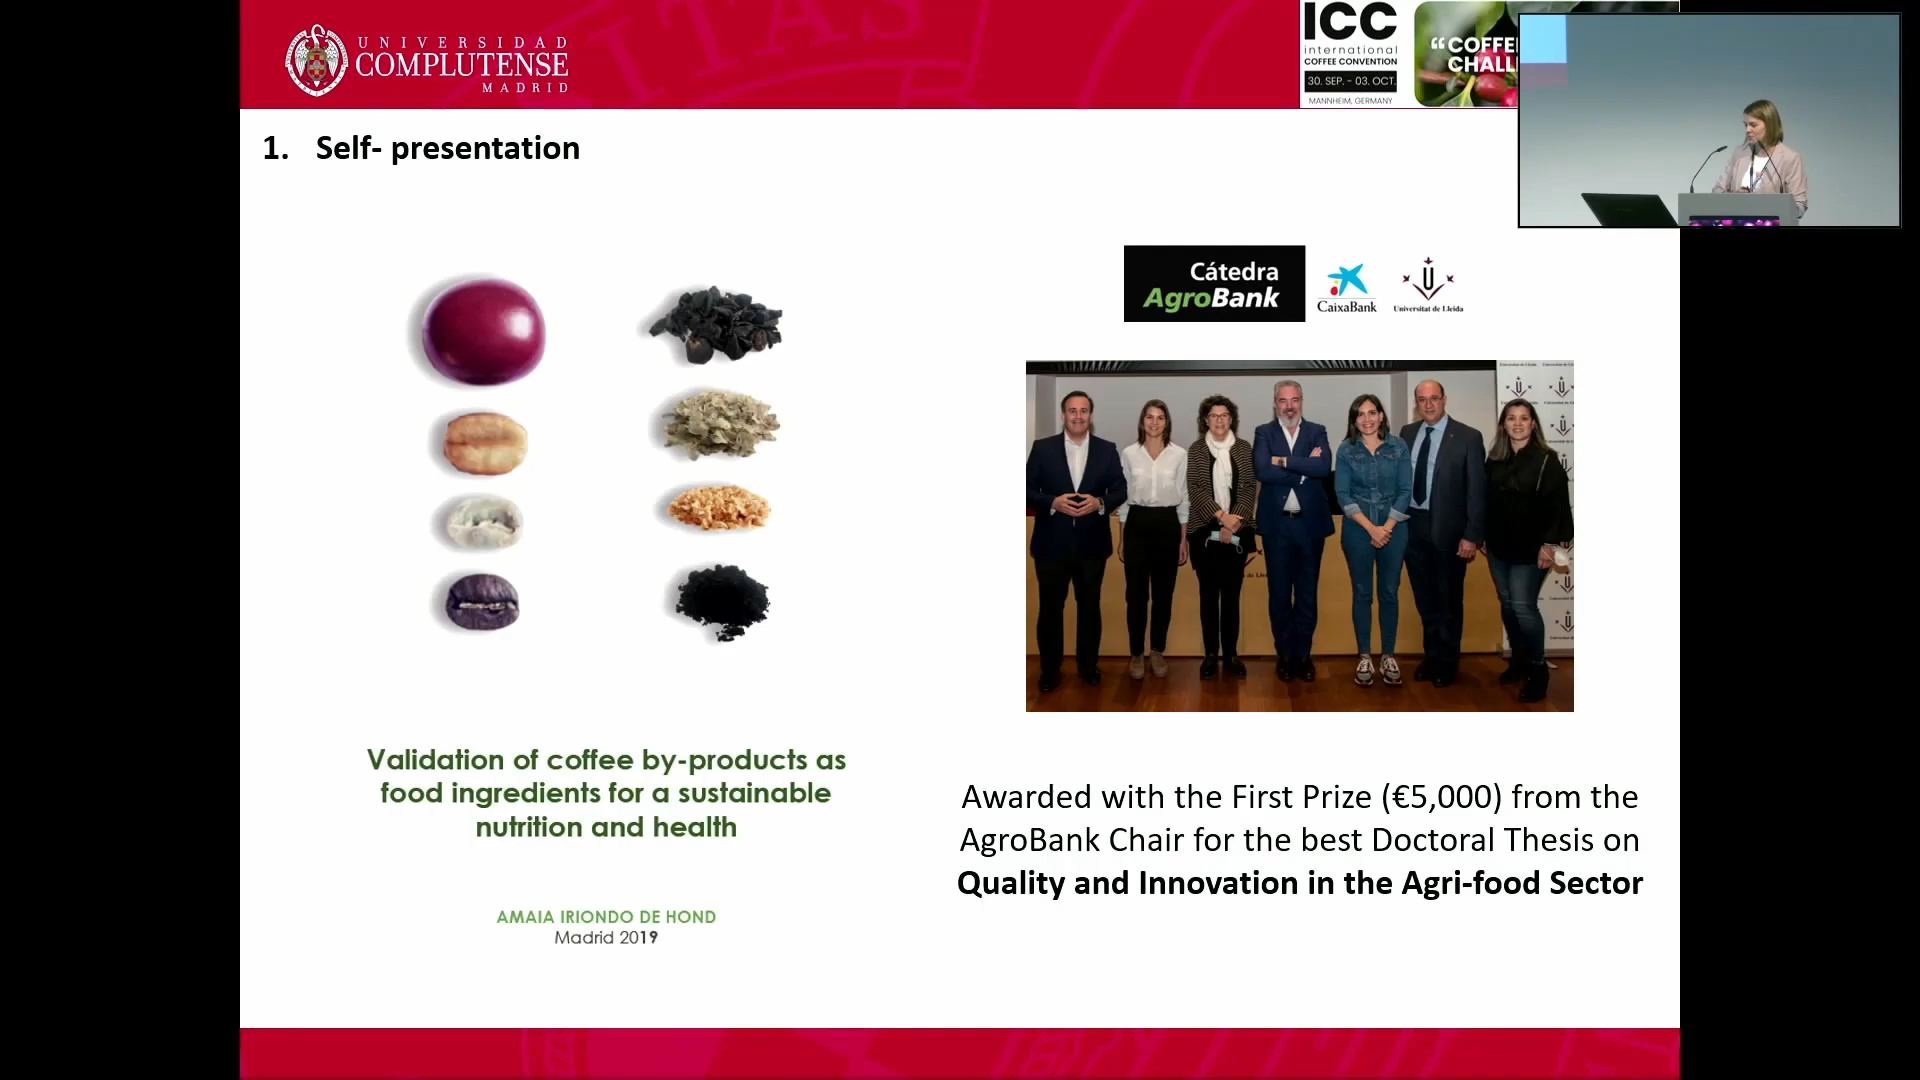 UNIVERSIDAD
COMPLUTENSE
MADRID
ICC
international
COFFEE CONVENTION
30. SEP. - 03. OCT.
MANNHEIM, GERMANY
1. Self- presentation
Cátedra
AgroBank
CaixaBank
Universitat de Lleida
Validation of coffee by-products as
food ingredients for a sustainable
nutrition and health
AMAIA IRIONDO DE HOND
Madrid 2019
Awarded with the First Prize (€5,000) from the
AgroBank Chair for the best Doctoral Thesis on
Quality and Innovation in the Agri-food Sector